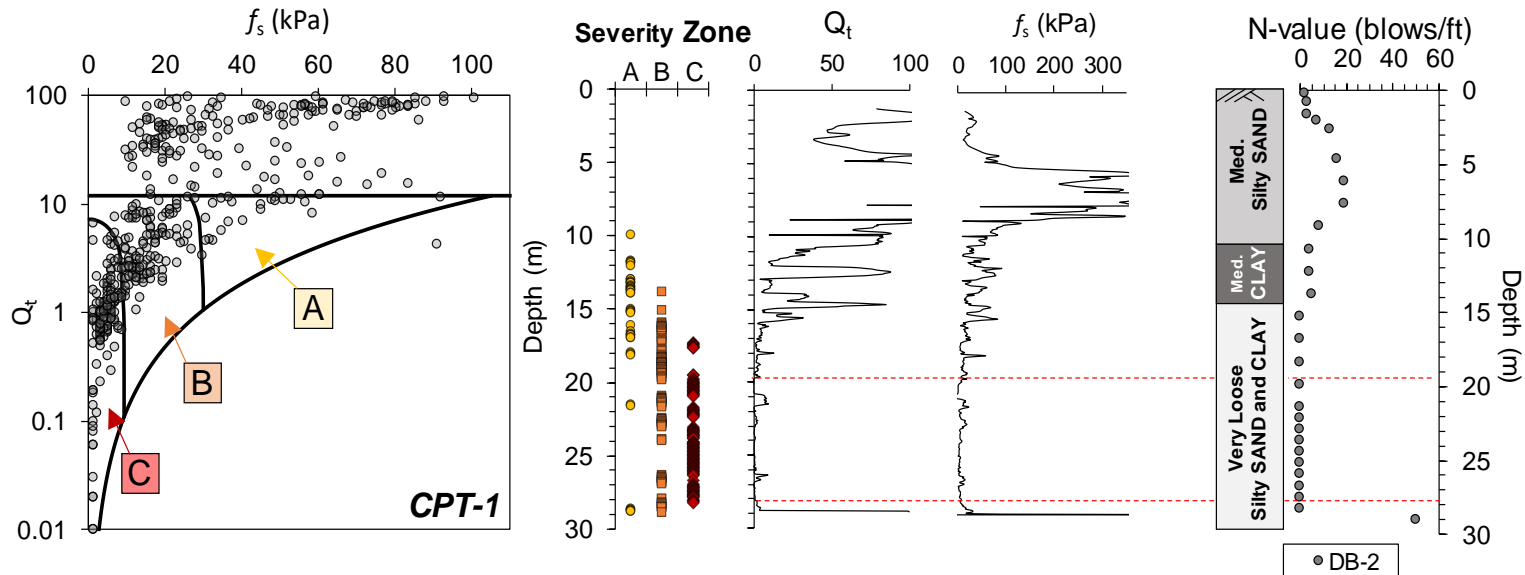 fs (kPa)
0 20 40 60 80 100
100
10
1
0.1
0.01
Qt
A
B
C
CPT-1
Severity Zone
A B C
0
5
10
15
20
25
30
Depth (m)
Qt
0 50 100
fs (kPa)
0 100 200 300
Med.
Silty SAND
Med.
CLAY
Very Loose
Silty SAND and CLAY
N-value (blows/ft)
0 20 40 60
0
5
10
15
20
25
30
Depth (m)
DB-2